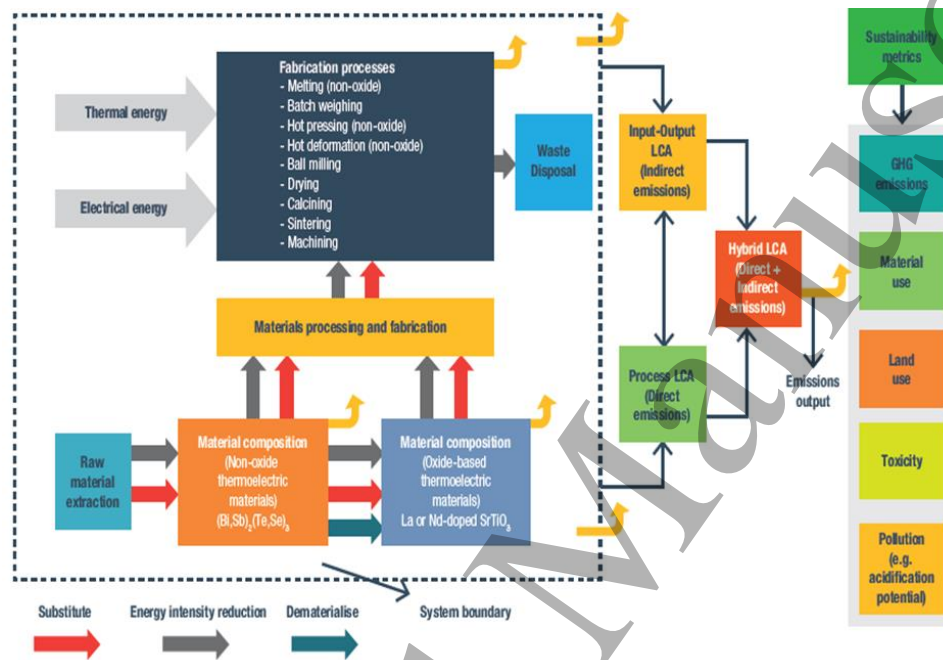 Fabrication processes
- Melting (non-oxide)
- Batch weighing
- Hot pressing (non-oxide)
- Hot deformation (non-oxide)
- Ball milling
- Drying
- Calcining
- Sintering
- Machining
Thermal energy
Electrical energy
Waste
Disposal
Materials processing and fabrication
Raw
material
extraction
Material composition
(Non-oxide
thermoelectric
materials)
(Bi,Sb)₂(Te,Se)₃
Material composition
(Oxide-based
thermoelectric
materials)
La or Nd-doped SrTiO₃
Input-Output
LCA
(Indirect
emissions)
Process LCA
(Direct
emissions)
Hybrid LCA
(Direct +
Indirect
emissions)
Emissions
output
Sustainability
metrics
GHG
emissions
Material
use
Land
use
Toxicity
Pollution
(e.g.
acidification
potential)
Substitute
Energy intensity reduction
Dematerialise
System boundary
Manus